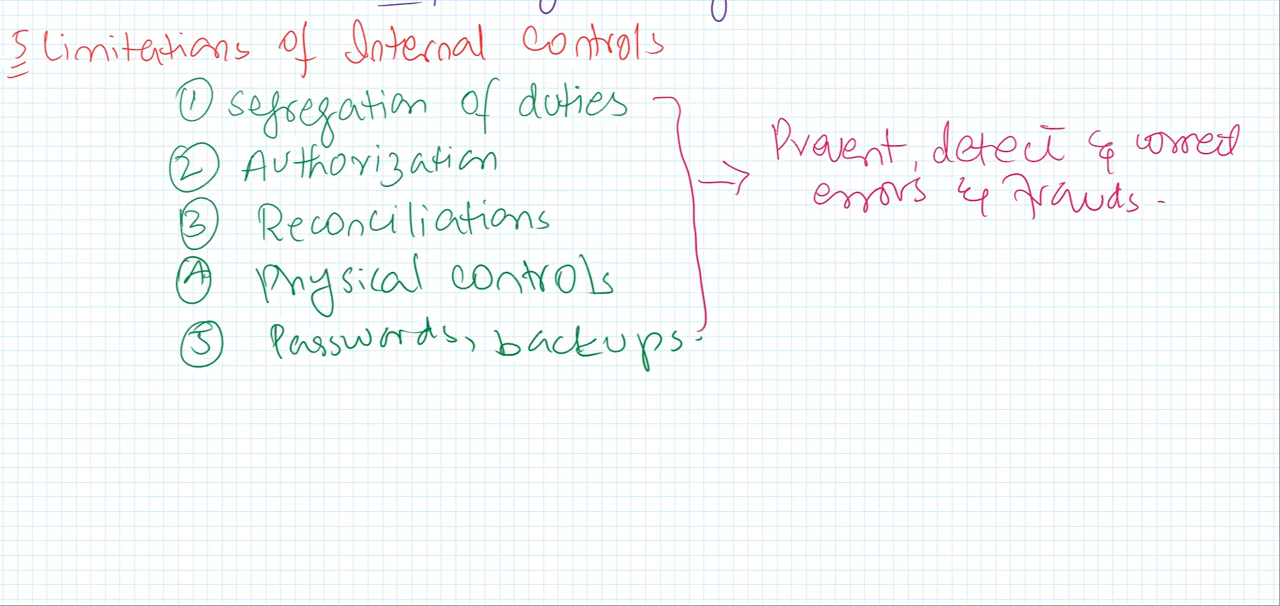 5 Limitations of Internal Controls
① Segregation of duties
② Authorization
③ Reconciliations
④ Physical controls
⑤ Passwords, backups.
Prevent, detect & correct
errors & frauds.